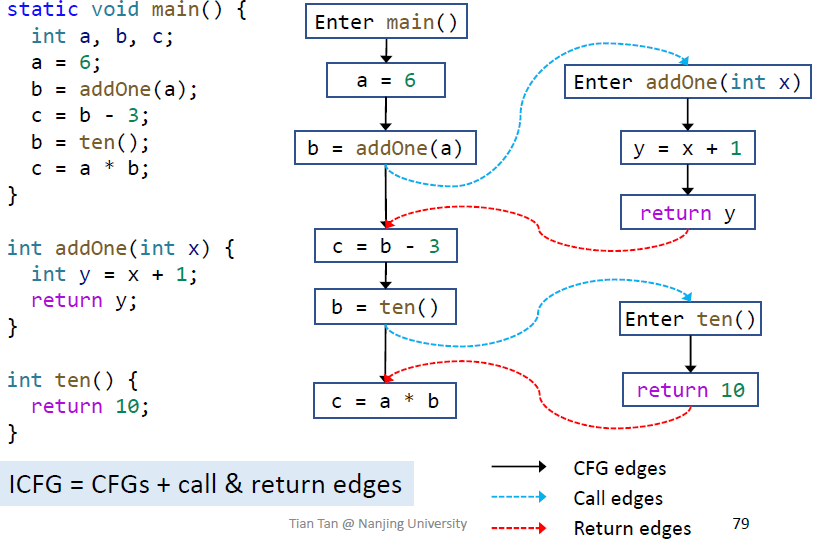 static void main() {
int a, b, c;
a = 6;
b = addOne(a);
c = b - 3;
b = ten();
c = a * b;
}
int addOne(int x) {
int y = x + 1;
return y;
}
int ten() {
return 10;
}
Enter main()
a = 6
b = addOne(a)
c = b - 3
b = ten()
c = a * b
Enter addOne(int x)
y = x + 1
return y
Enter ten()
return 10
ICFG = CFGs + call & return edges
CFG edges
Call edges
Return edges
Tian Tan @ Nanjing University
79